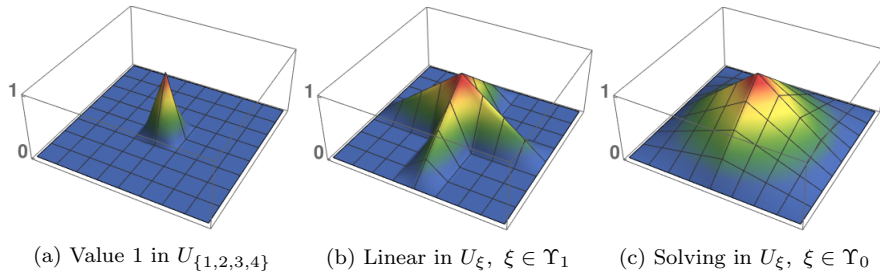 1
0
1
0
1
0
(a) Value 1 in U_{1,2,3,4}
(b) Linear in U_ξ, ξ ∈ Υ_1
(c) Solving in U_ξ, ξ ∈ Υ_0